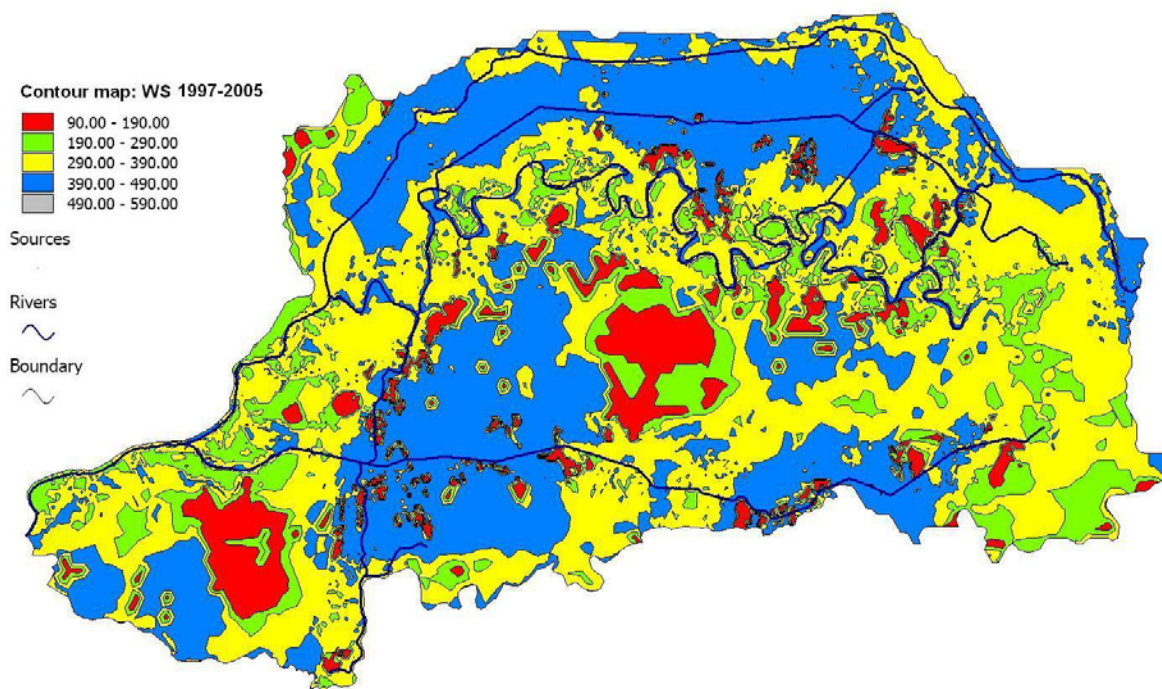 Contour map: WS 1997-2005
90.00 - 190.00
190.00 - 290.00
290.00 - 390.00
390.00 - 490.00
490.00 - 590.00
Sources
Rivers
Boundary